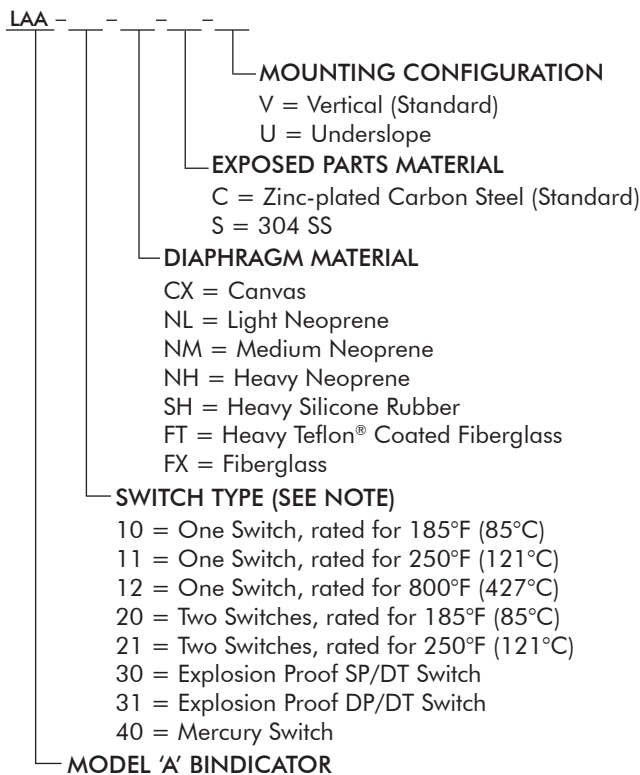 LAA – – – –
MOUNTING CONFIGURATION
V = Vertical (Standard)
U = Underslope
EXPOSED PARTS MATERIAL
C = Zinc-plated Carbon Steel (Standard)
S = 304 SS
DIAPHRAGM MATERIAL
CX = Canvas
NL = Light Neoprene
NM = Medium Neoprene
NH = Heavy Neoprene
SH = Heavy Silicone Rubber
FT = Heavy Teflon® Coated Fiberglass
FX = Fiberglass
SWITCH TYPE (SEE NOTE)
10 = One Switch, rated for 185°F (85°C)
11 = One Switch, rated for 250°F (121°C)
12 = One Switch, rated for 800°F (427°C)
20 = Two Switches, rated for 185°F (85°C)
21 = Two Switches, rated for 250°F (121°C)
30 = Explosion Proof SP/DT Switch
31 = Explosion Proof DP/DT Switch
40 = Mercury Switch
MODEL ‘A’ BINDICATOR